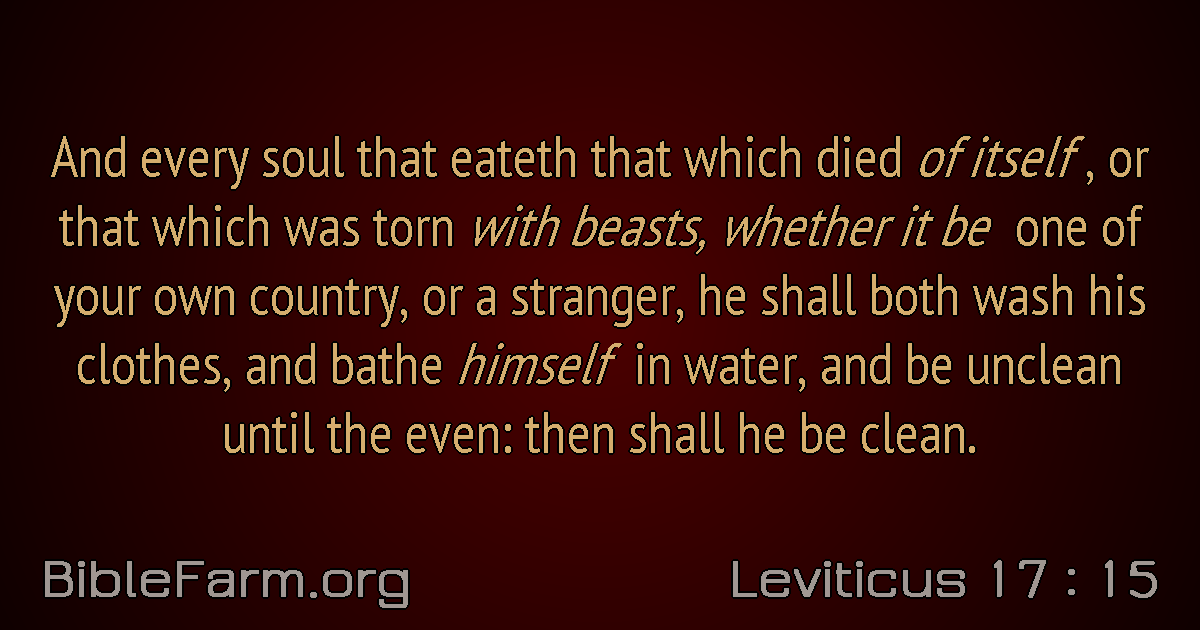 And every soul that eateth that which died of itself , or
that which was torn with beasts, whether it be one of
your own country, or a stranger, he shall both wash his
clothes, and bathe himself in water, and be unclean
until the even: then shall he be clean.
BibleFarm.org
Leviticus 17 : 15